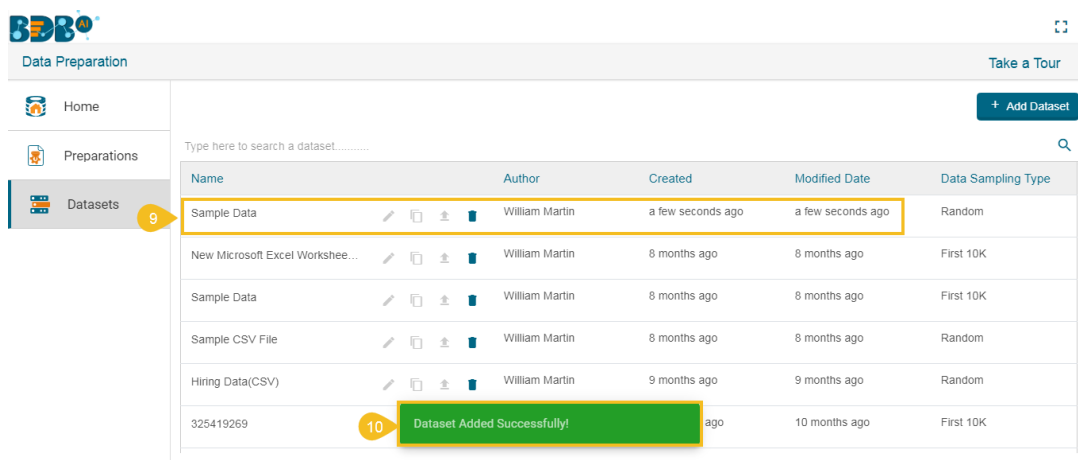 BDB AI
Data Preparation Take a Tour
Home
+ Add Dataset
Preparations
Type here to search a dataset...........
Name Author Created Modified Date Data Sampling Type
Datasets
9 Sample Data William Martin a few seconds ago a few seconds ago Random
New Microsoft Excel Workshee... William Martin 8 months ago 8 months ago First 10K
Sample Data William Martin 8 months ago 8 months ago First 10K
Sample CSV File William Martin 8 months ago 8 months ago Random
Hiring Data(CSV) William Martin 9 months ago 9 months ago Random
325419269 10 Dataset Added Successfully! ago 10 months ago First 10K